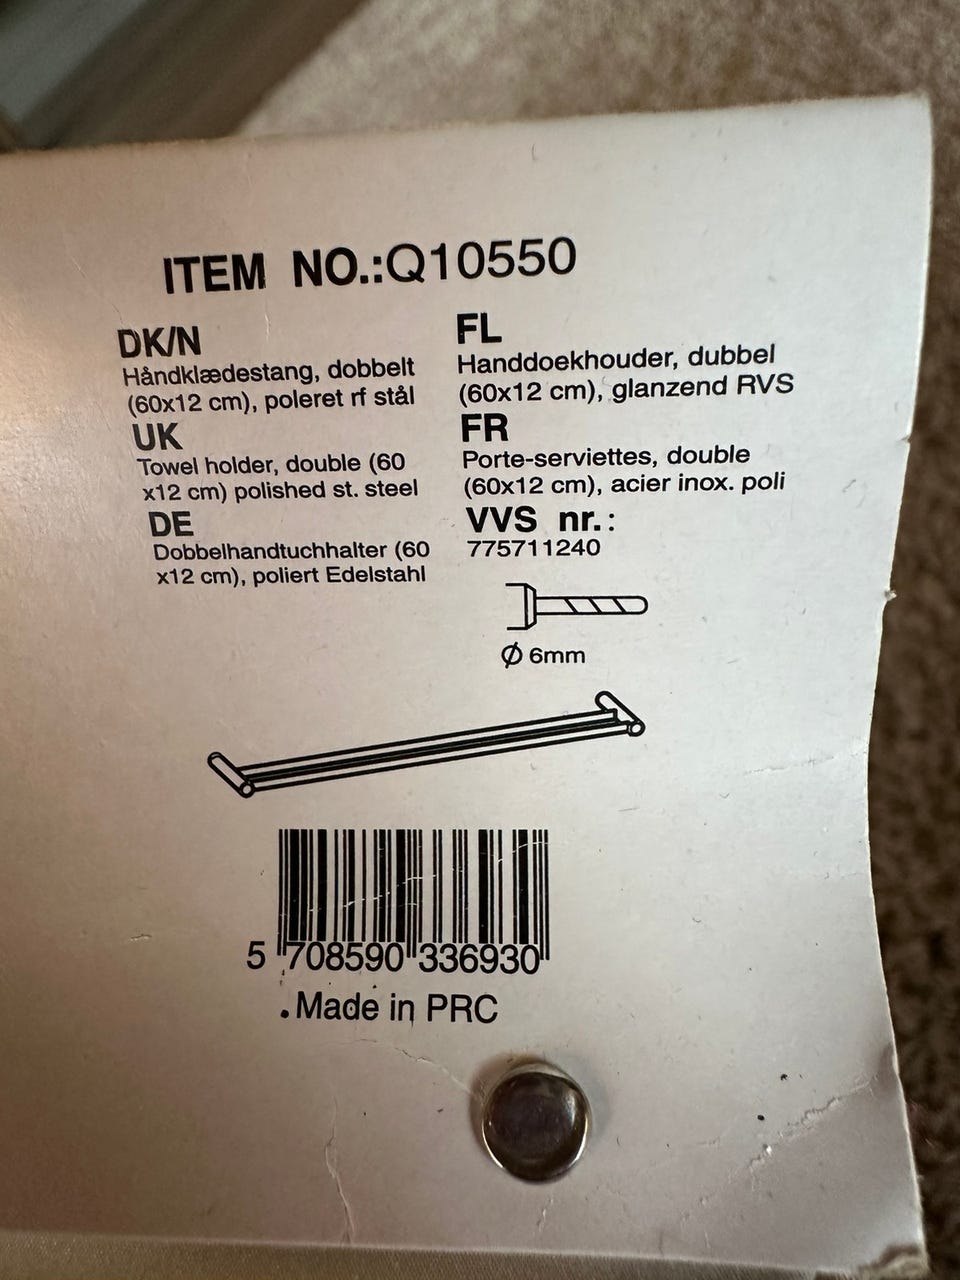 ITEM NO.:Q10550
DK/N
Håndklædestang, dobbelt
(60x12 cm), poleret rf stål
UK
Towel holder, double (60
x12 cm) polished st. steel
DE
Dobbelhandtuchhalter (60
x12 cm), poliert Edelstahl
FL
Handdoekhouder, dubbel
(60x12 cm), glanzend RVS
FR
Porte-serviettes, double
(60x12 cm), acier inox. poli
VVS nr.:
775711240
Ø 6mm
5 708590 336930
.Made in PRC